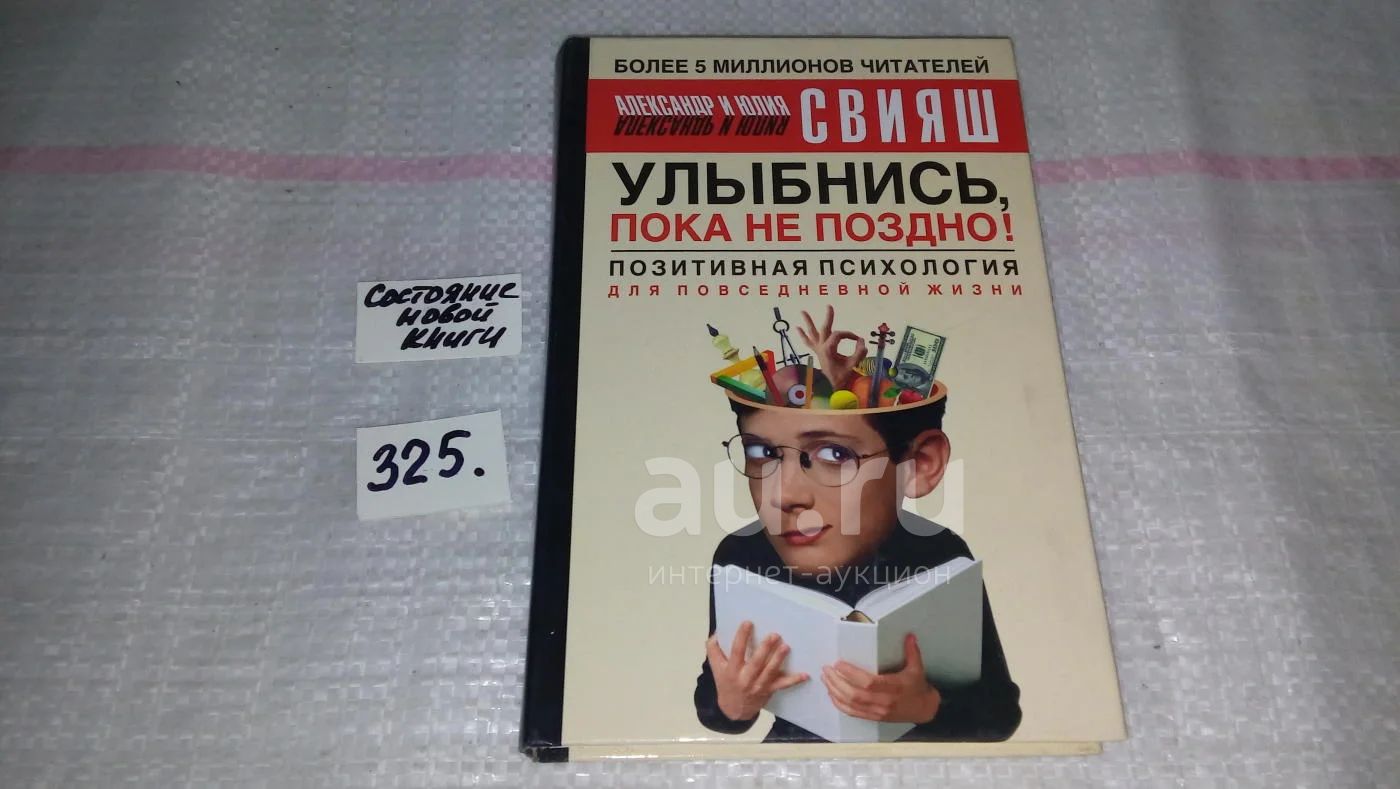 БОЛЕЕ 5 МИЛЛИОНОВ ЧИТАТЕЛЕЙ
АЛЕКСАНДР И ЮЛИЯ СВИЯШ
УЛЫБНИСЬ,
ПОКА НЕ ПОЗДНО!
ПОЗИТИВНАЯ ПСИХОЛОГИЯ
ДЛЯ ПОВСЕДНЕВНОЙ ЖИЗНИ
Состояние
новой
книги
325.
100
au.ru
интернет-аукцион